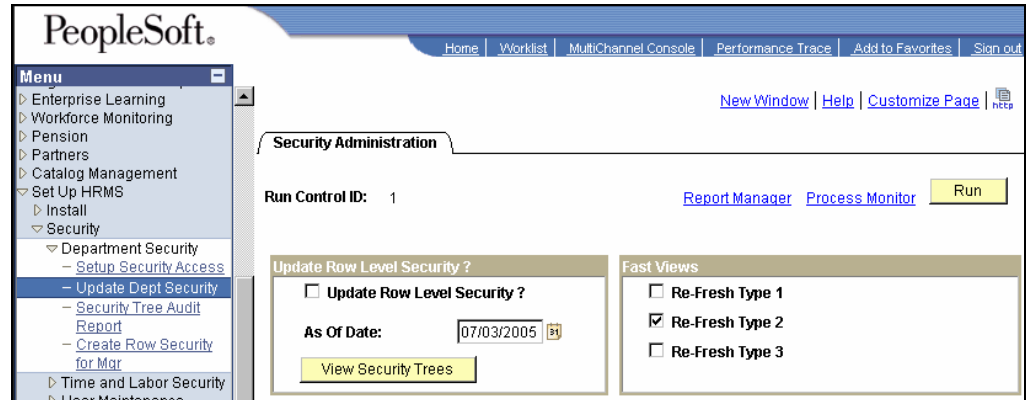 PeopleSoft®
Home | Worklist | MultiChannel Console | Performance Trace | Add to Favorites | Sign out
Menu
Enterprise Learning
Workforce Monitoring
Pension
Partners
Catalog Management
Set Up HRMS
Install
Security
Department Security
Setup Security Access
Update Dept Security
Security Tree Audit
Report
Create Row Security
for Mgr
Time and Labor Security
User Maintenance
New Window | Help | Customize Page | http
Security Administration
Run Control ID: 1
Report Manager Process Monitor Run
Update Row Level Security ?
Update Row Level Security ?
As Of Date: 07/03/2005 31
View Security Trees
Fast Views
Re-Fresh Type 1
Re-Fresh Type 2
Re-Fresh Type 3